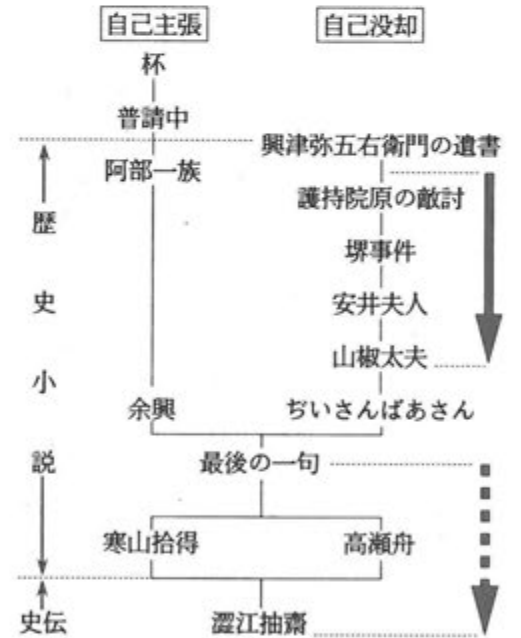 自己主張
自己没却
杯
普請中
興津弥五右衛門の遺書
阿部一族
護持院原の敵討
堺事件
安井夫人
山椒太夫
余興
ぢいさんばあさん
最後の一句
寒山拾得
高瀬舟
澀江抽齋
歴史小説
史伝